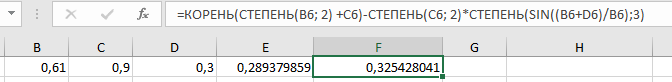 fx =КОРЕНЬ(СТЕПЕНЬ(B6; 2) +C6)-СТЕПЕНЬ(C6; 2)*СТЕПЕНЬ(SIN((B6+D6)/B6);3)
B C D E F G H
0,61 0,9 0,3 0,289379859 0,325428041